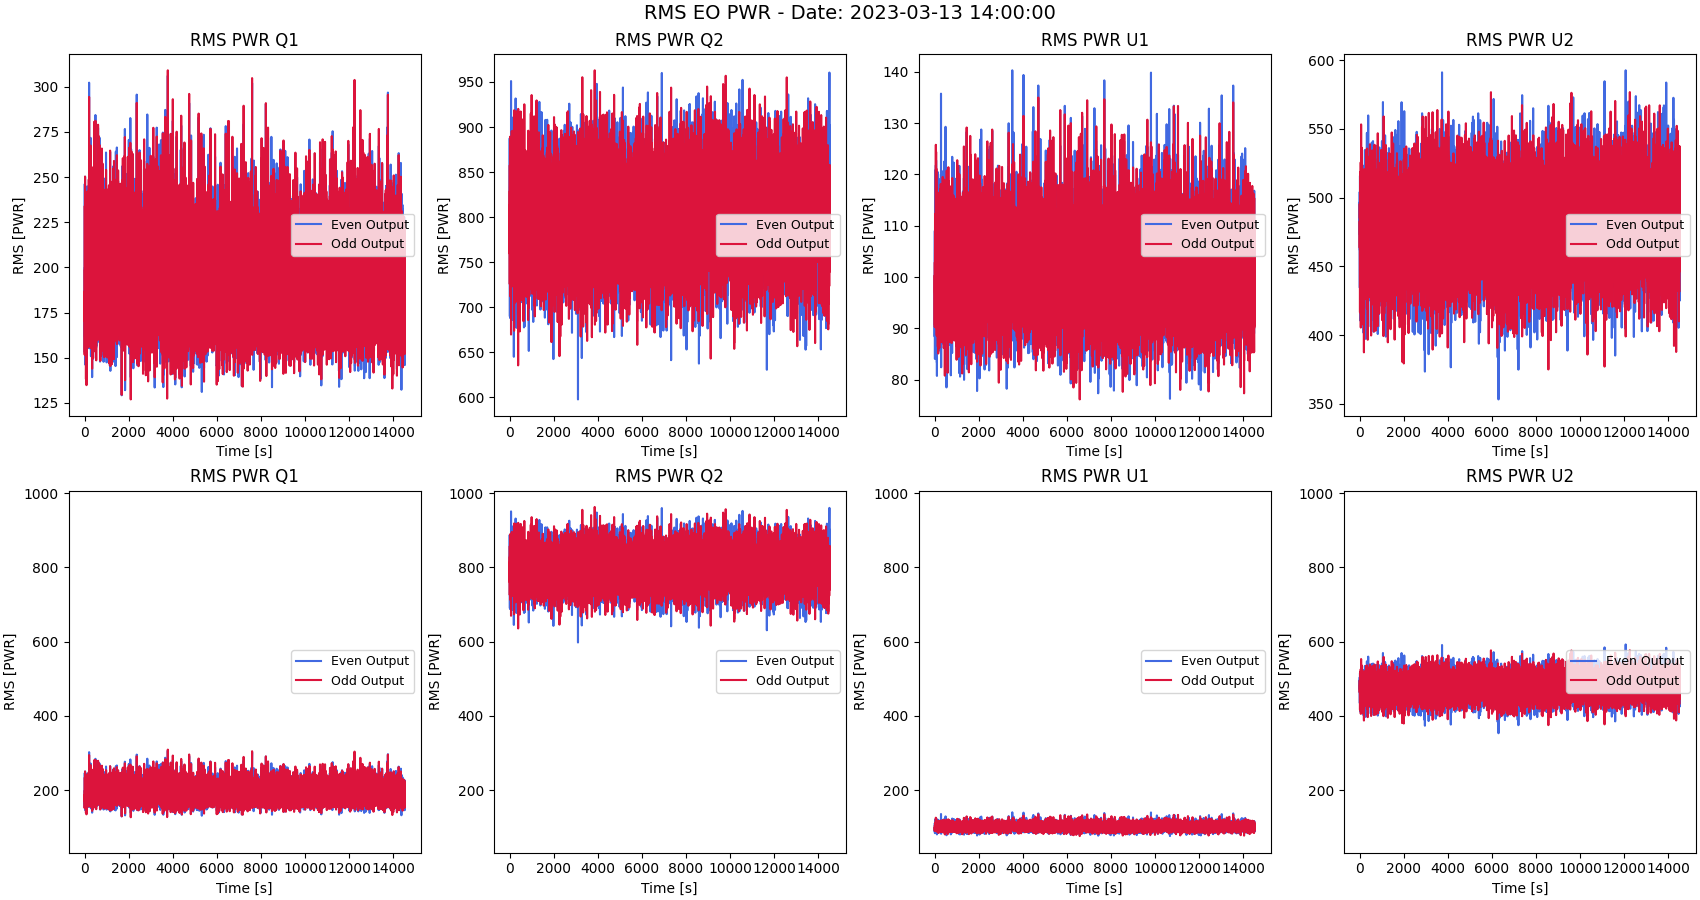 RMS EO PWR - Date: 2023-03-13 14:00:00
RMS PWR Q1
RMS [PWR]
300
275
250
225
200
175
150
125
0 2000 4000 6000 8000 10000 12000 14000
Time [s]
Even Output
Odd Output
RMS PWR Q2
RMS [PWR]
950
900
850
800
750
700
650
600
0 2000 4000 6000 8000 10000 12000 14000
Time [s]
Even Output
Odd Output
RMS PWR U1
RMS [PWR]
140
130
120
110
100
90
80
0 2000 4000 6000 8000 10000 12000 14000
Time [s]
Even Output
Odd Output
RMS PWR U2
RMS [PWR]
600
550
500
450
400
350
0 2000 4000 6000 8000 10000 12000 14000
Time [s]
Even Output
Odd Output
RMS PWR Q1
RMS [PWR]
1000
800
600
400
200
0 2000 4000 6000 8000 10000 12000 14000
Time [s]
Even Output
Odd Output
RMS PWR Q2
RMS [PWR]
1000
800
600
400
200
0 2000 4000 6000 8000 10000 12000 14000
Time [s]
Even Output
Odd Output
RMS PWR U1
RMS [PWR]
1000
800
600
400
200
0 2000 4000 6000 8000 10000 12000 14000
Time [s]
Even Output
Odd Output
RMS PWR U2
RMS [PWR]
1000
800
600
400
200
0 2000 4000 6000 8000 10000 12000 14000
Time [s]
Even Output
Odd Output